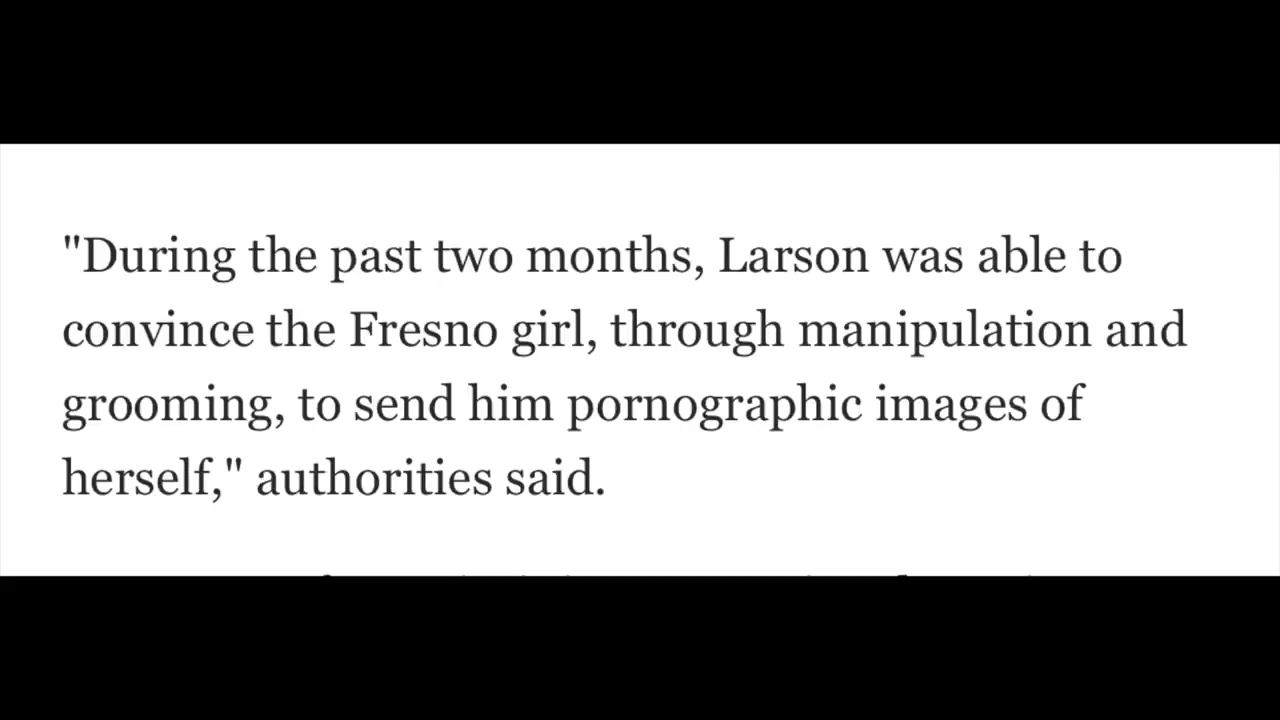 "During the past two months, Larson was able to
convince the Fresno girl, through manipulation and
grooming, to send him pornographic images of
herself," authorities said.